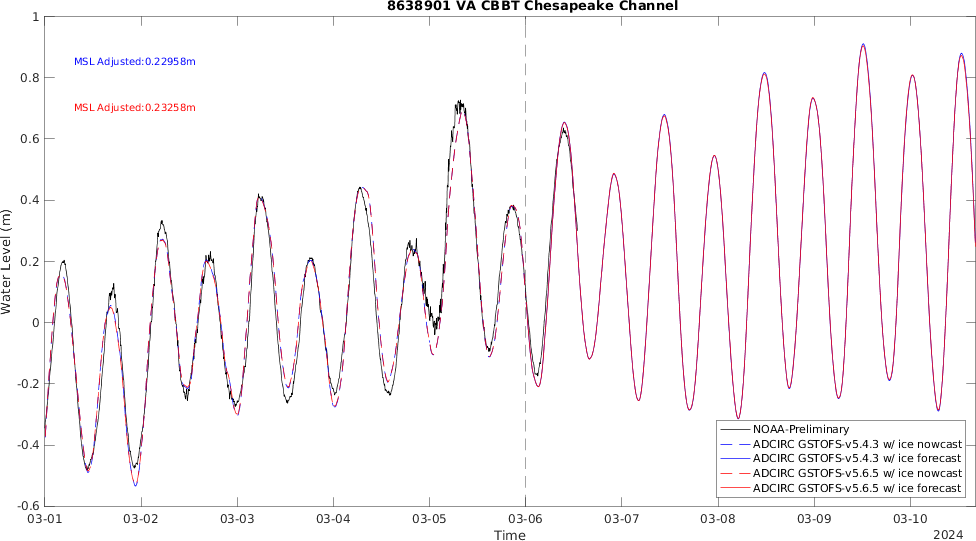 8638901 VA CBBT Chesapeake Channel
MSL Adjusted:0.22958m
MSL Adjusted:0.23258m
Water Level (m)
1
0.8
0.6
0.4
0.2
0
-0.2
-0.4
-0.6
NOAA-Preliminary
ADCIRC GSTOFS-v5.4.3 w/ ice nowcast
ADCIRC GSTOFS-v5.4.3 w/ ice forecast
ADCIRC GSTOFS-v5.6.5 w/ ice nowcast
ADCIRC GSTOFS-v5.6.5 w/ ice forecast
03-01 03-02 03-03 03-04 03-05 03-06 03-07 03-08 03-09 03-10
Time
2024